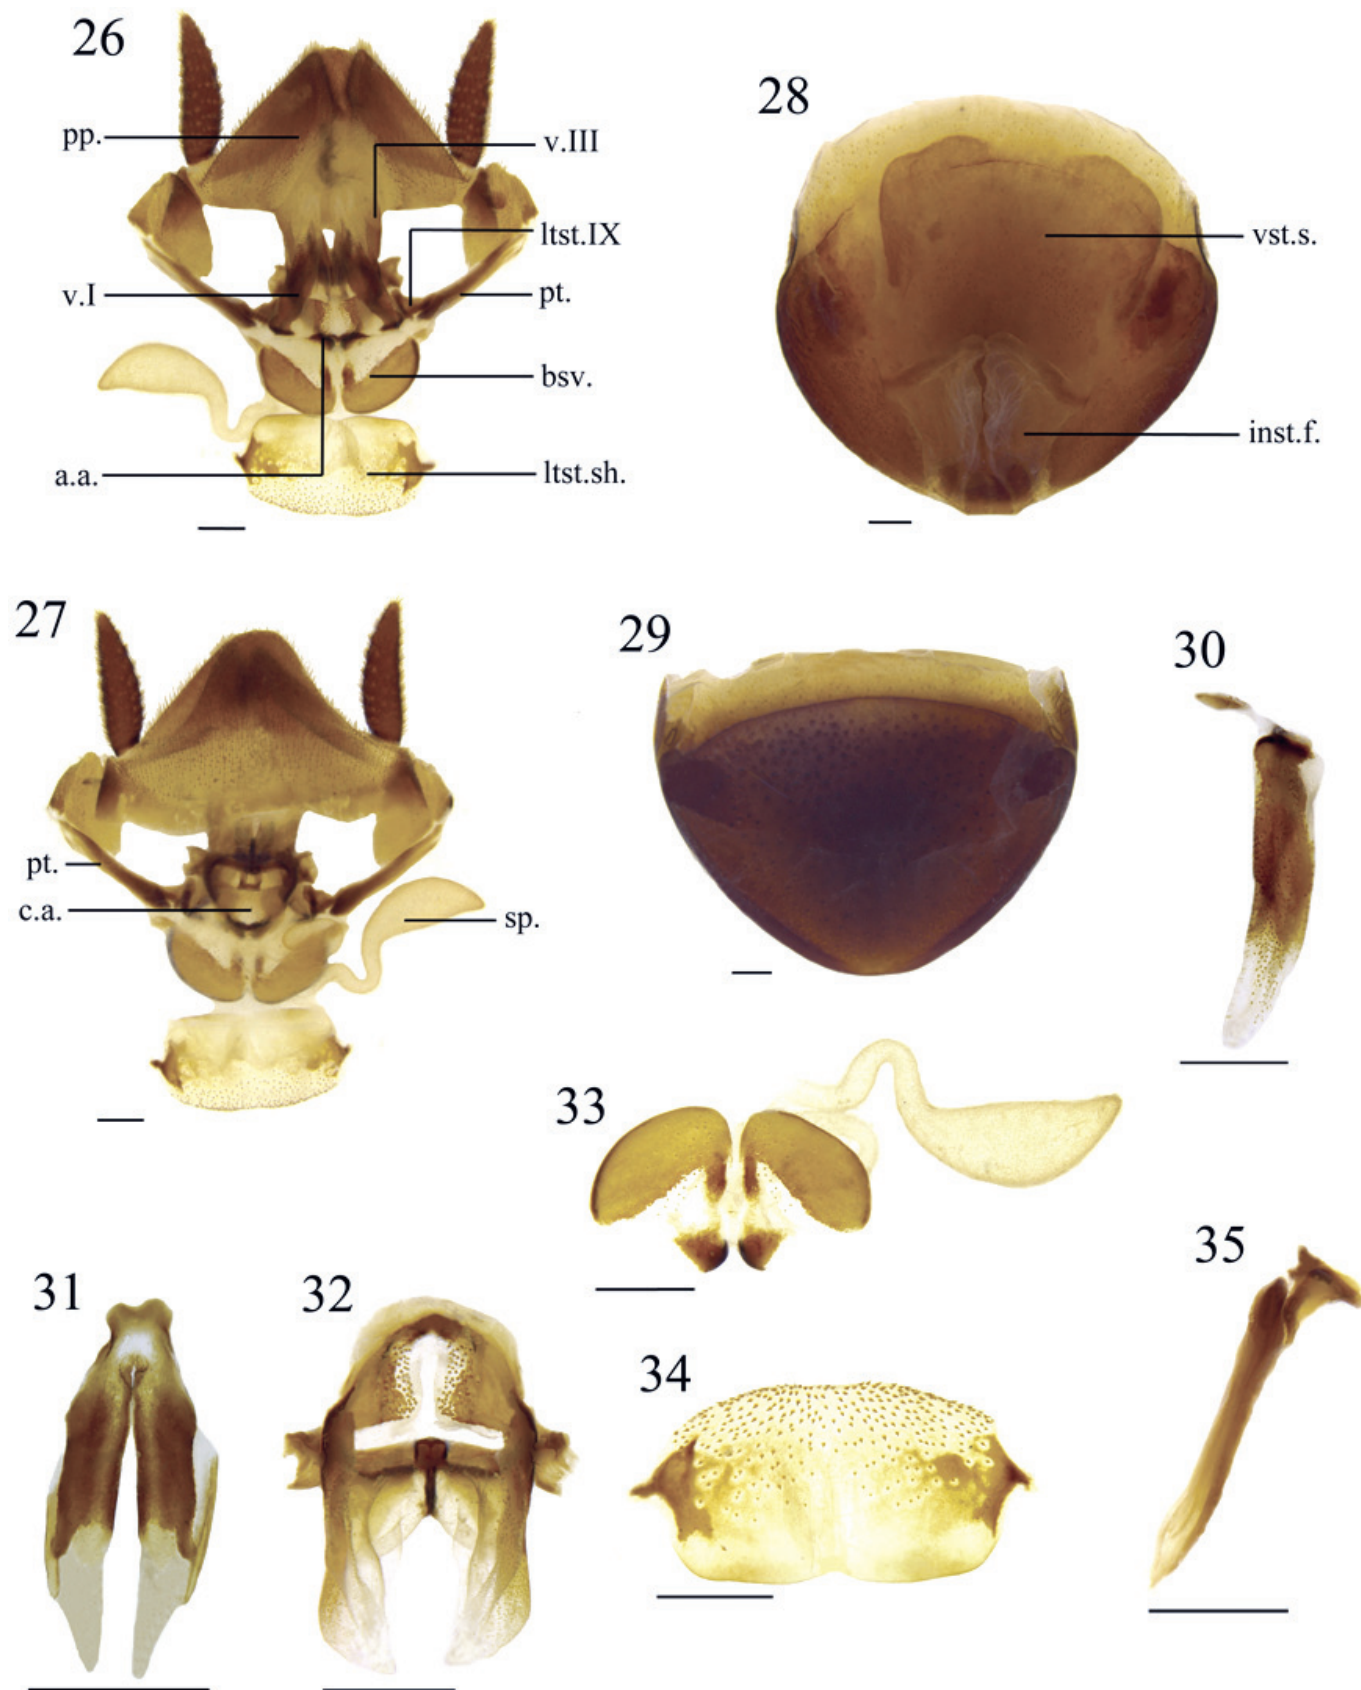 26
pp.
v.III
ltst.IX
v.I
pt.
bsv.
a.a.
ltst.sh.
28
vst.s.
inst.f.
27
pt.
c.a.
sp.
29
30
33
31
32
34
35